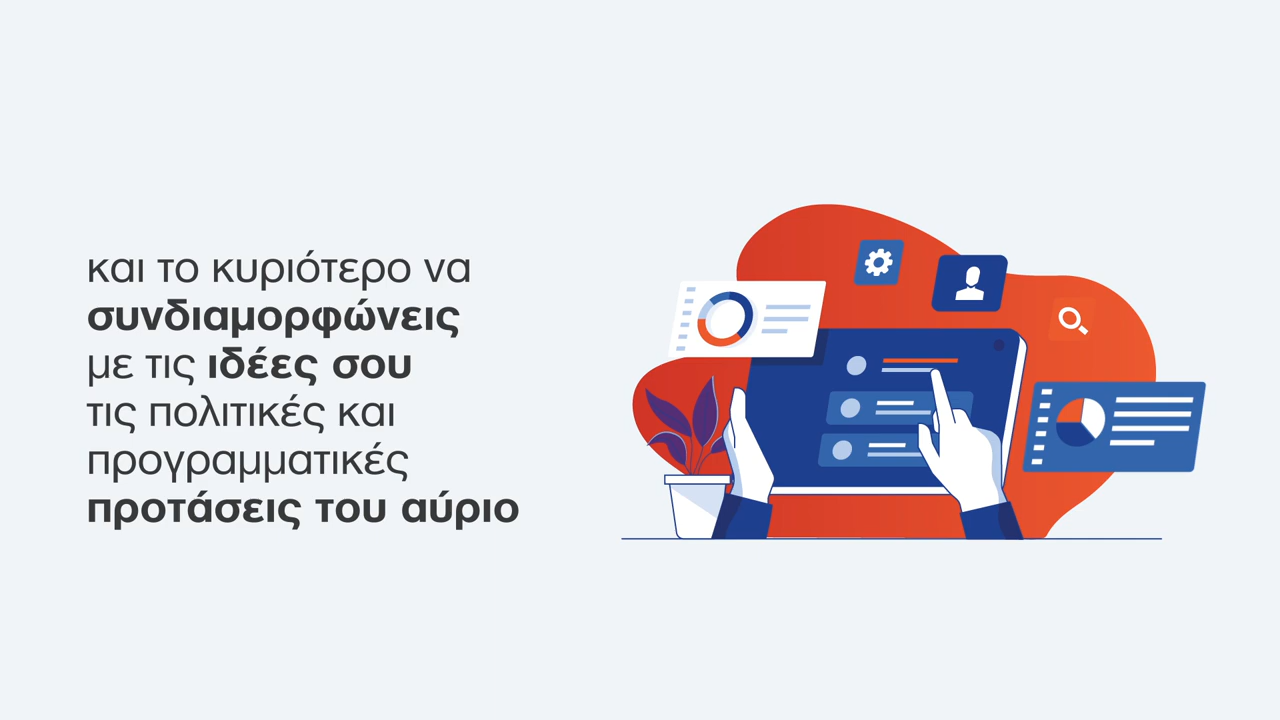 και το κυριότερο να
συνδιαμορφώνεις
με τις ιδέες σου
τις πολιτικές και
προγραμματικές
προτάσεις του αύριο